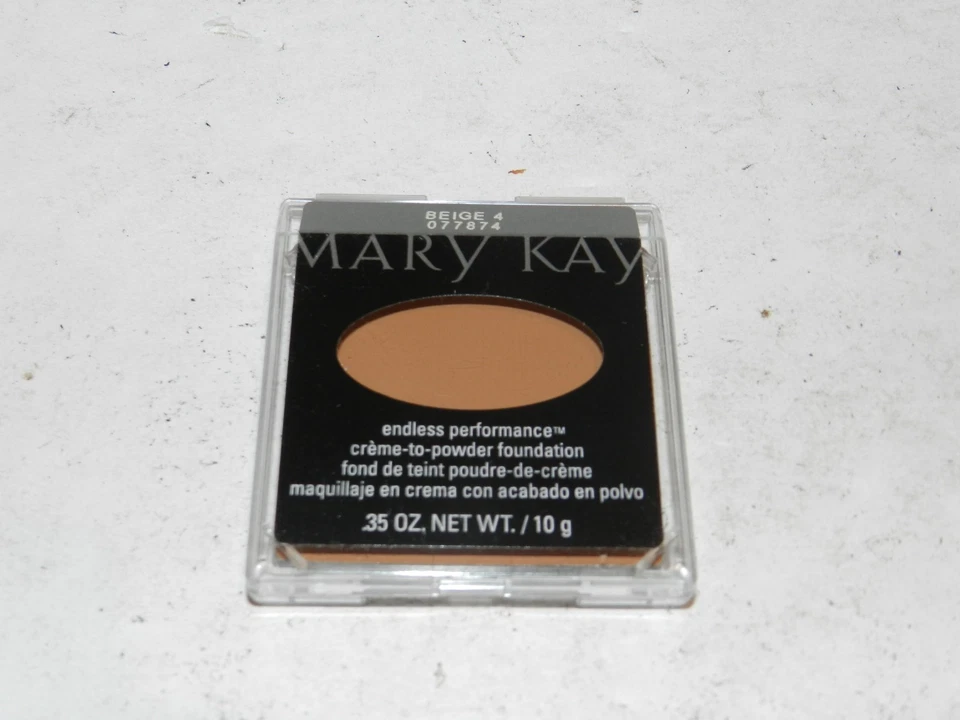 BEIGE 4
077874
MARY KAY
endless performance™
crème-to-powder foundation
fond de teint poudre-de-crème
maquillaje en crema con acabado en polvo
.35 OZ. NET WT. / 10 g